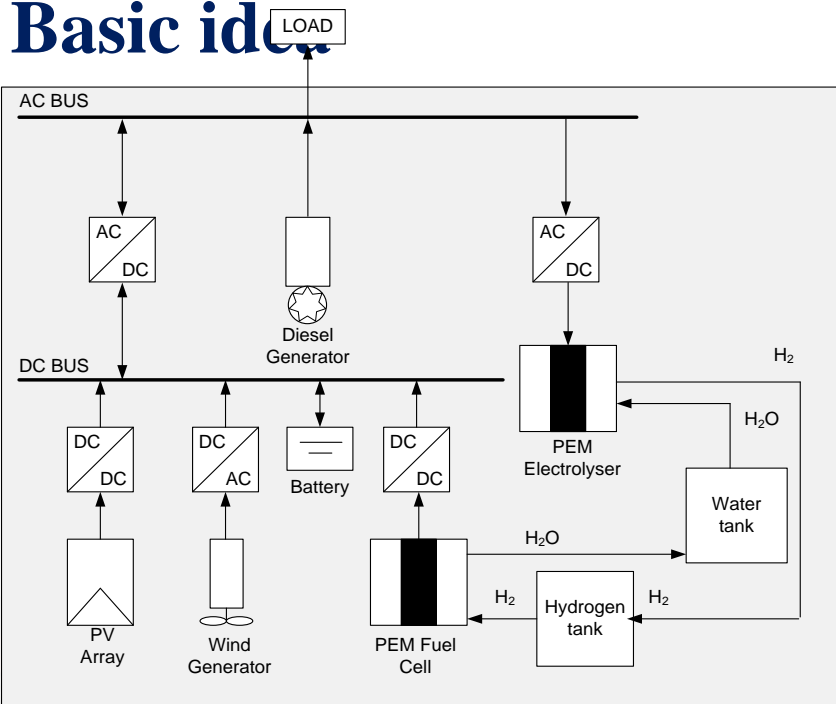 Basic idea
LOAD
AC BUS
AC
DC
AC
DC
Diesel
Generator
DC BUS
H₂
H₂O
PEM
Electrolyser
DC
DC
DC
AC
Battery
DC
DC
Water
tank
H₂O
H₂
Hydrogen
tank
H₂
PV
Array
Wind
Generator
PEM Fuel
Cell